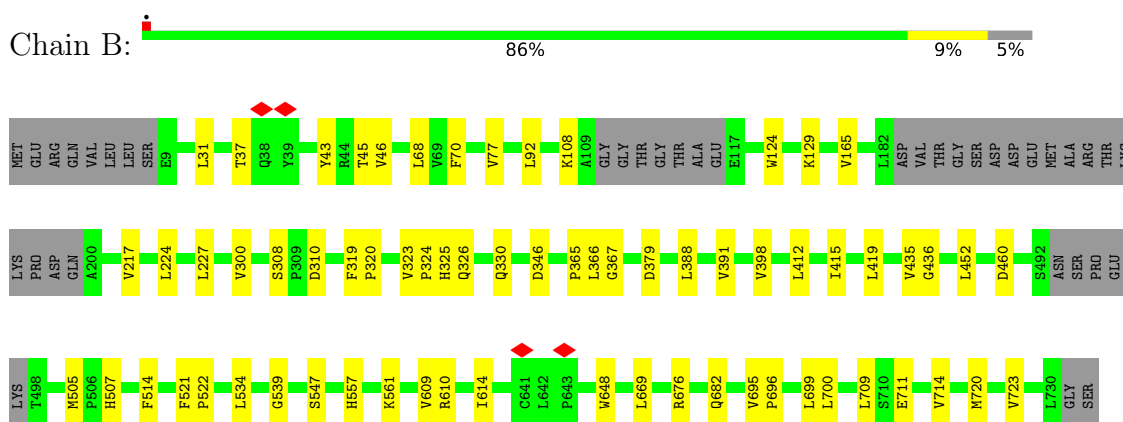 Chain B:
86% 9% 5%
MET GLU ARG GLN VAL LEU LEU SER E9 L31 T37 Q38 Y39 Y43 R44 T45 V46 L68 V69 F70 V77 L92 K108 A109 GLY GLY THR GLY THR ALA GLU E117 W124 K129 V165 L182 ASP VAL THR GLY SER ASP ASP GLU MET ALA ARG THR
LYS PRO ASP GLN A200 V217 L224 L227 V300 S308 P309 D310 F319 P320 V323 P324 H325 Q326 Q330 D346 P365 L366 G367 D379 L388 V391 V398 L412 I415 L419 V435 G436 L452 D460 S492 ASN SER PRO GLU
LYS T498 M505 P506 H507 F514 F521 P522 L534 G539 S547 H557 K561 V609 R610 I614 C641 L642 P643 W648 L669 R676 Q682 V695 P696 L699 L700 L709 S710 E711 V714 M720 V723 L730 GLY SER